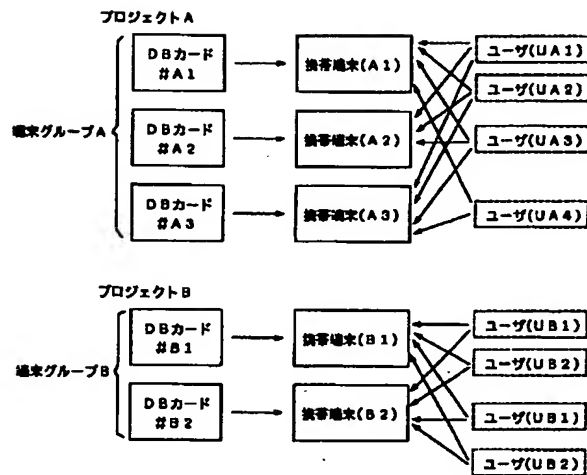 プロジェクトA
DBカード
#A1
携帯端末(A1)
ユーザ(UA1)
ユーザ(UA2)
端末グループA
DBカード
#A2
携帯端末(A2)
ユーザ(UA3)
DBカード
#A3
携帯端末(A3)
ユーザ(UA4)
プロジェクトB
DBカード
#B1
携帯端末(B1)
ユーザ(UB1)
ユーザ(UB2)
端末グループB
DBカード
#B2
携帯端末(B2)
ユーザ(UB1)
ユーザ(UB2)